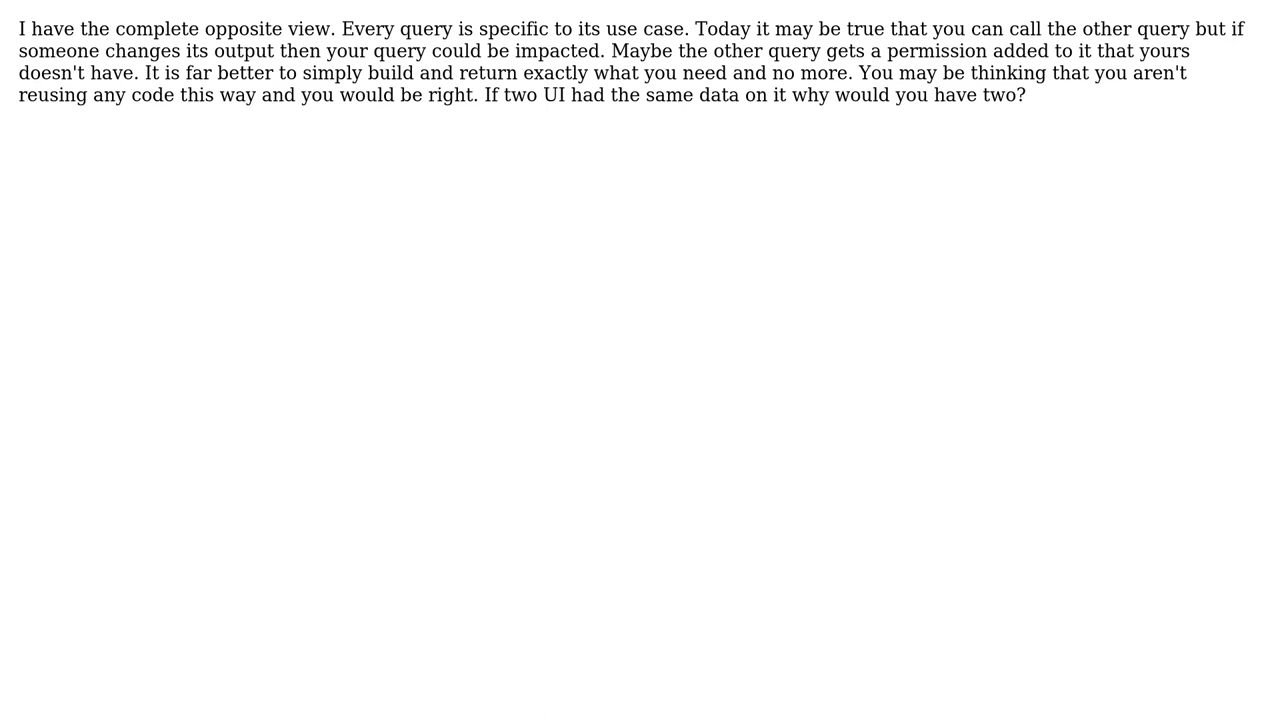 I have the complete opposite view. Every query is specific to its use case. Today it may be true that you can call the other query but if
someone changes its output then your query could be impacted. Maybe the other query gets a permission added to it that yours
doesn't have. It is far better to simply build and return exactly what you need and no more. You may be thinking that you aren't
reusing any code this way and you would be right. If two UI had the same data on it why would you have two?